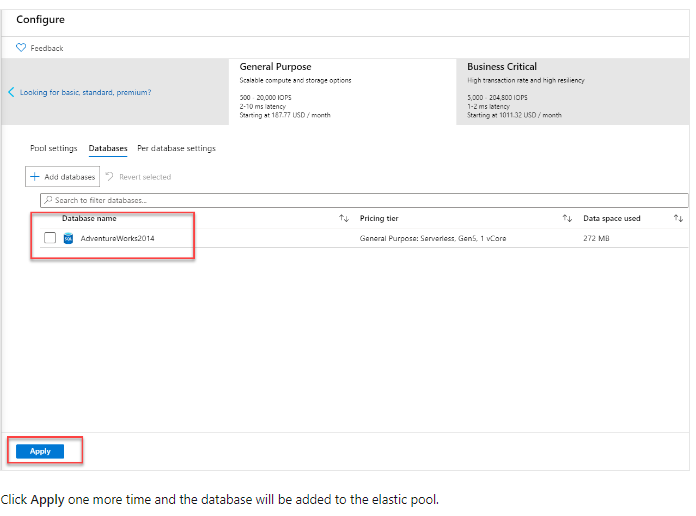 Configure
Feedback
Looking for basic, standard, premium?
General Purpose
Scalable compute and storage options
500 - 20,000 IOPS
2-10 ms latency
Starting at 187.77 USD / month
Business Critical
High transaction rate and high resiliency
5,000 - 204,800 IOPS
1-2 ms latency
Starting at 1011.32 USD / month
Pool settings Databases Per database settings
Add databases Revert selected
Search to filter databases...
Database name Pricing tier Data space used
SQL AdventureWorks2014 General Purpose: Serverless, Gen5, 1 vCore 272 MB
Apply
Click Apply one more time and the database will be added to the elastic pool.